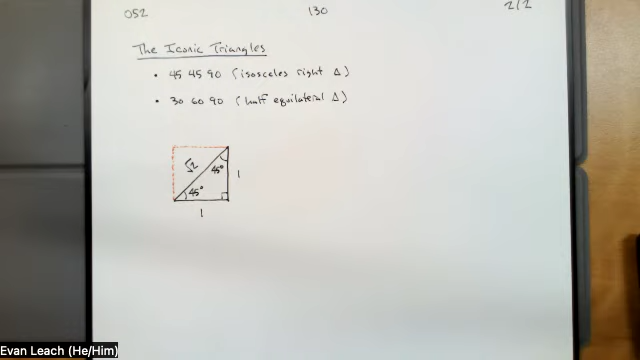 052 130 2/2
The Iconic Triangles
• 45 45 90 (isosceles right Δ)
• 30 60 90 (half equilateral Δ)
√2 45° 1
45°
1
Evan Leach (He/Him)